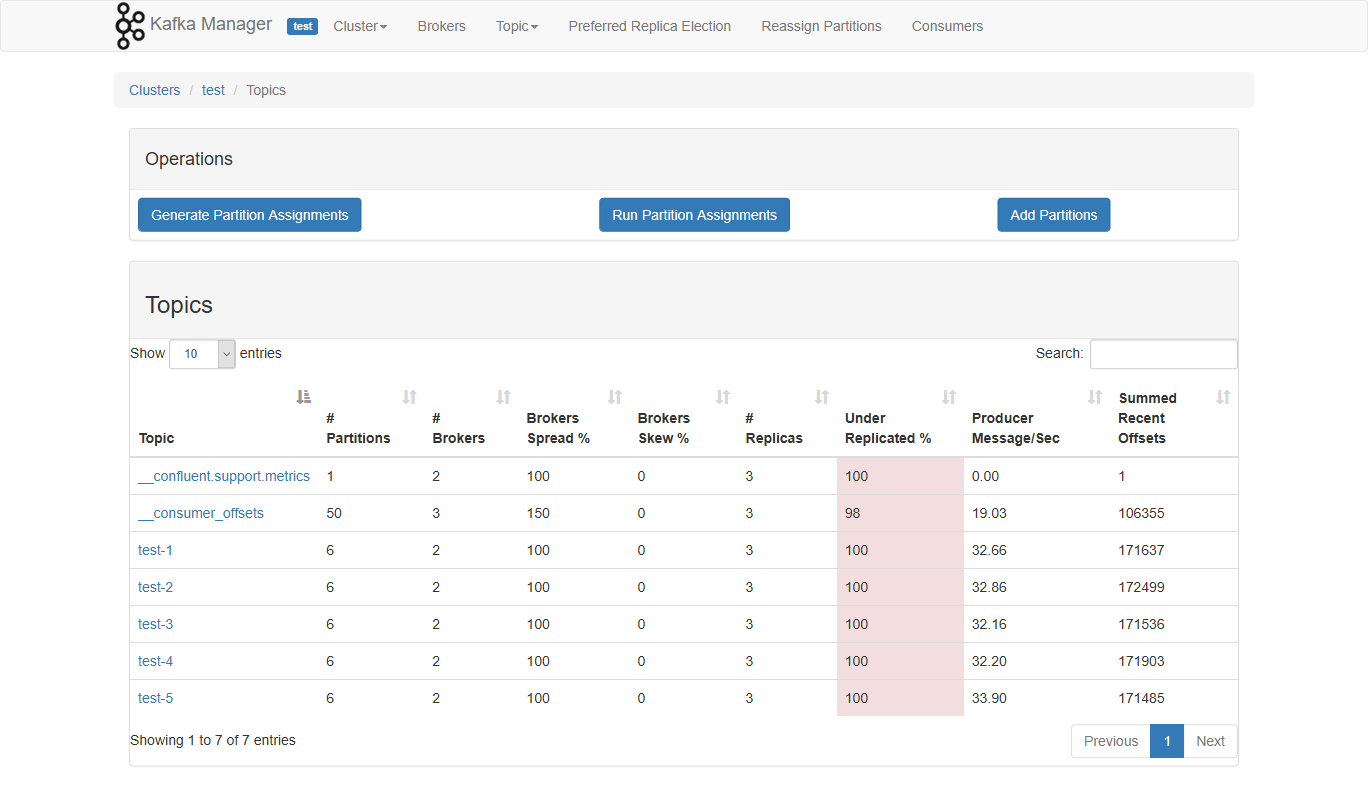 Kafka Manager test Cluster Brokers Topic Preferred Replica Election Reassign Partitions Consumers
Clusters / test / Topics
Operations
Generate Partition Assignments Run Partition Assignments Add Partitions
Topics
Show 10 entries Search:
Topic # Partitions # Brokers Brokers Spread % Brokers Skew % # Replicas Under Replicated % Producer Message/Sec Summed Recent Offsets
__confluent.support.metrics 1 2 100 0 3 100 0.00 1
__consumer_offsets 50 3 150 0 3 98 19.03 106355
test-1 6 2 100 0 3 100 32.66 171637
test-2 6 2 100 0 3 100 32.86 172499
test-3 6 2 100 0 3 100 32.16 171536
test-4 6 2 100 0 3 100 32.20 171903
test-5 6 2 100 0 3 100 33.90 171485
Showing 1 to 7 of 7 entries Previous 1 Next